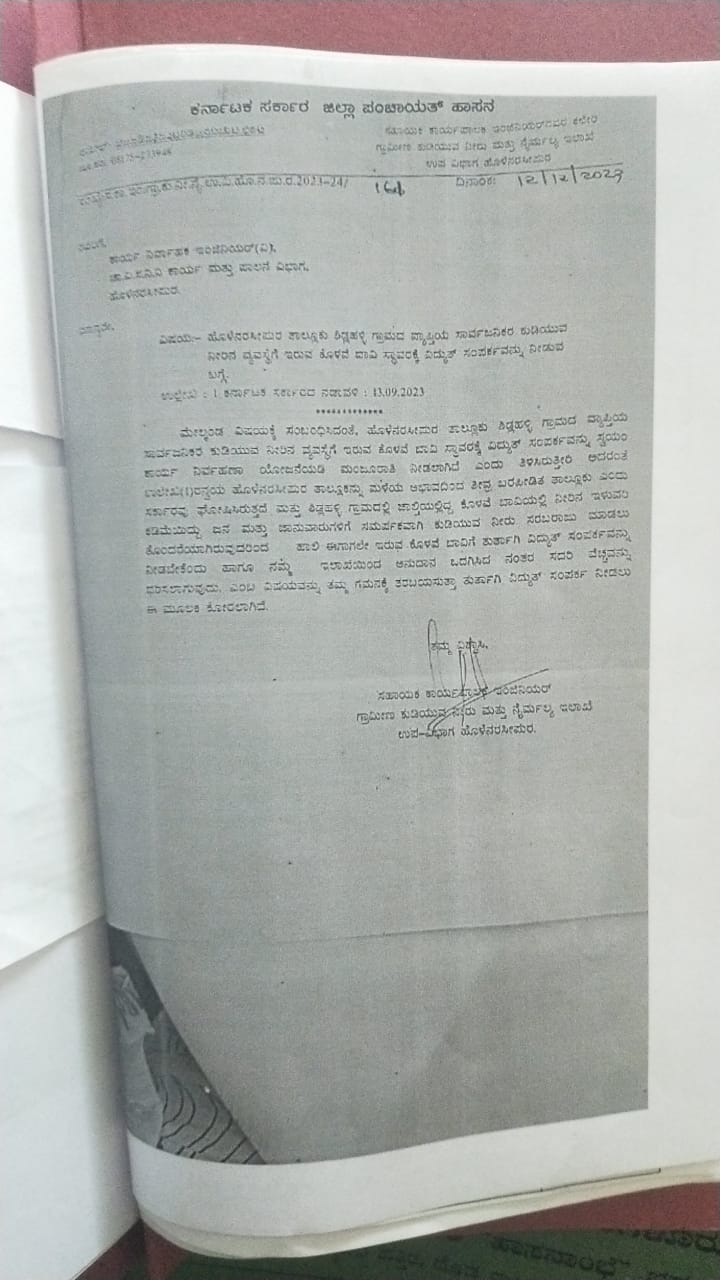 ಕರ್ನಾಟಕ ಸರ್ಕಾರ ಜಿಲ್ಲಾ ಪಂಚಾಯತ್ ಹಾಸನ
ಸಹಾಯಕ ಕಾರ್ಯಪಾಲಕ ಇಂಜಿನಿಯರ್‌ರವರ ಕಛೇರಿ
ಗ್ರಾಮೀಣ ಕುಡಿಯುವ ನೀರು ಮತ್ತು ನೈರ್ಮಲ್ಯ ಇಲಾಖೆ
ಉಪ ವಿಭಾಗ ಹೊಳೆನರಸೀಪುರ
2023-24/ 161 ದಿನಾಂಕ: 12/12/2023
ಕಾರ್ಯ ನಿರ್ವಾಹಕ ಇಂಜಿನಿಯರ್(ವಿ),
ಚಾ.ವಿ.ಸ.ನಿ.ನಿ ಕಾರ್ಯ ಮತ್ತು ಪಾಲನೆ ವಿಭಾಗ,
ಹೊಳೆನರಸೀಪುರ.
ಮಾನ್ಯರೇ,
ವಿಷಯ:- ಹೊಳೆನರಸೀಪುರ ತಾಲ್ಲೂಕು ಶಿಡ್ಲಹಳ್ಳಿ ಗ್ರಾಮದ ವ್ಯಾಪ್ತಿಯ ಸಾರ್ವಜನಿಕರ ಕುಡಿಯುವ
ನೀರಿನ ವ್ಯವಸ್ಥೆಗೆ ಇರುವ ಕೊಳವೆ ಬಾವಿ ಸ್ಥಾವರಕ್ಕೆ ವಿದ್ಯುತ್ ಸಂಪರ್ಕವನ್ನು ನೀಡುವ
ಬಗ್ಗೆ.
ಉಲ್ಲೇಖ : 1. ಕರ್ನಾಟಕ ಸರ್ಕಾರದ ನಡಾವಳಿ : 13.09.2023
*************
ಮೇಲ್ಕಂಡ ವಿಷಯಕ್ಕೆ ಸಂಬಂಧಿಸಿದಂತೆ, ಹೊಳೆನರಸೀಪುರ ತಾಲ್ಲೂಕು ಶಿಡ್ಲಹಳ್ಳಿ ಗ್ರಾಮದ ವ್ಯಾಪ್ತಿಯ
ಸಾರ್ವಜನಿಕರ ಕುಡಿಯುವ ನೀರಿನ ವ್ಯವಸ್ಥೆಗೆ ಇರುವ ಕೊಳವೆ ಬಾವಿ ಸ್ಥಾವರಕ್ಕೆ ವಿದ್ಯುತ್ ಸಂಪರ್ಕವನ್ನು ಸ್ವಯಂ
ಕಾರ್ಯ ನಿರ್ವಹಣಾ ಯೋಜನೆಯಡಿ ಮಂಜೂರಾತಿ ನೀಡಲಾಗಿದೆ ಎಂದು ತಿಳಿಸಿರುತ್ತೀರಿ ಅದರಂತೆ
ಹೊಳೆನರಸೀಪುರ ತಾಲ್ಲೂಕನ್ನು ಮಳೆಯ ಅಭಾವದಿಂದ ತೀವ್ರ ಬರಪೀಡಿತ ತಾಲ್ಲೂಕು ಎಂದು
ಸರ್ಕಾರವು ಘೋಷಿಸಿರುತ್ತದೆ ಮತ್ತು ಶಿಡ್ಲಹಳ್ಳಿ ಗ್ರಾಮದಲ್ಲಿ ಚಾಲ್ತಿಯಲ್ಲಿದ್ದ ಕೊಳವೆ ಬಾವಿಯಲ್ಲಿ ನೀರಿನ ಇಳುವರಿ
ಕಡಿಮೆಯಿದ್ದು ಜನ ಮತ್ತು ಜಾನುವಾರುಗಳಿಗೆ ಸಮರ್ಪಕವಾಗಿ ಕುಡಿಯುವ ನೀರು ಸರಬರಾಜು ಮಾಡಲು
ತೊಂದರೆಯಾಗಿರುವುದರಿಂದ ಹಾಲಿ ಈಗಾಗಲೇ ಇರುವ ಕೊಳವೆ ಬಾವಿಗೆ ತುರ್ತಾಗಿ ವಿದ್ಯುತ್ ಸಂಪರ್ಕವನ್ನು
ನೀಡಬೇಕೆಂದು ಹಾಗೂ ನಮ್ಮ ಇಲಾಖೆಯಿಂದ ಅನುದಾನ ಒದಗಿಸಿದ ನಂತರ ಸದರಿ ವೆಚ್ಚವನ್ನು
ಭರಿಸಲಾಗುವುದು. ಎಂಬ ವಿಷಯವನ್ನು ತಮ್ಮ ಗಮನಕ್ಕೆ ತರಬಯಸುತ್ತಾ ತುರ್ತಾಗಿ ವಿದ್ಯುತ್ ಸಂಪರ್ಕ ನೀಡಲು
ಈ ಮೂಲಕ ಕೋರಲಾಗಿದೆ.
ತಮ್ಮ ವಿಶ್ವಾಸಿ,
ಸಹಾಯಕ ಕಾರ್ಯಪಾಲಕ ಇಂಜಿನಿಯರ್
ಗ್ರಾಮೀಣ ಕುಡಿಯುವ ನೀರು ಮತ್ತು ನೈರ್ಮಲ್ಯ ಇಲಾಖೆ
ಉಪ-ವಿಭಾಗ ಹೊಳೆನರಸೀಪುರ.